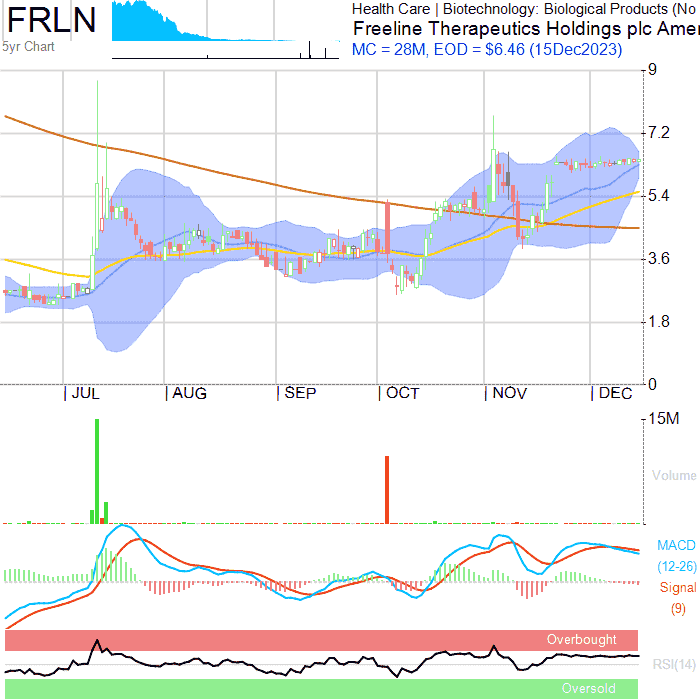 FRLN
5yr Chart
Health Care | Biotechnology: Biological Products (No
Freeline Therapeutics Holdings plc Amer
MC = 28M, EOD = $6.46 (15Dec2023)
9
7.2
5.4
3.6
1.8
0
JUL AUG SEP OCT NOV DEC
15M
Volume
MACD
(12-26)
Signal
(9)
Overbought
RSI(14)
Oversold